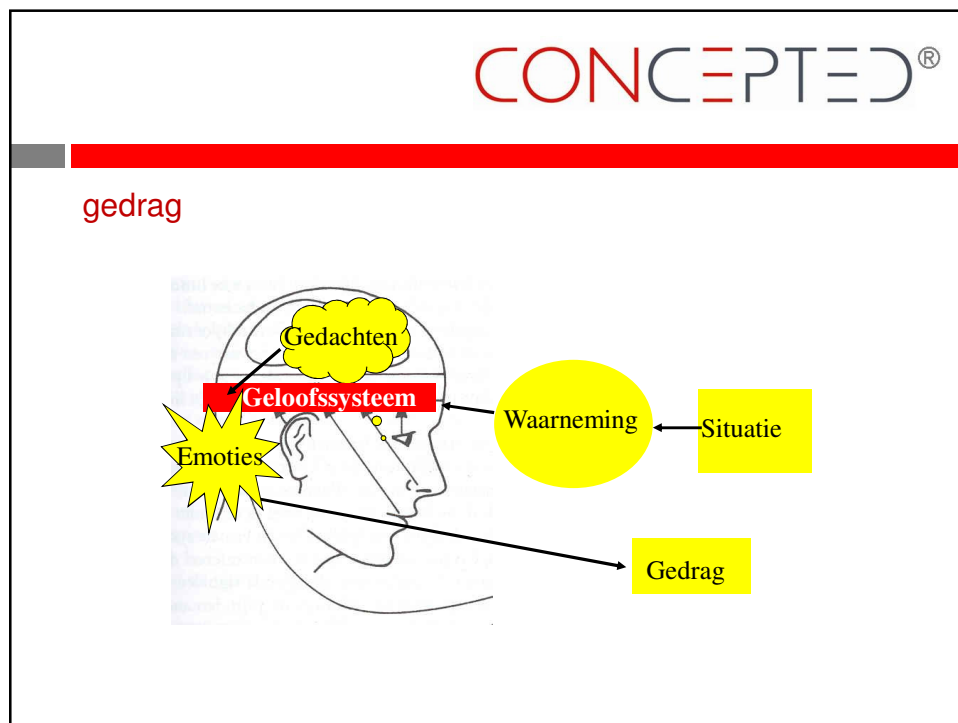 CONCEPTED®
gedrag
Gedachten
Geloofssysteem
Waarneming
Situatie
Emoties
Gedrag